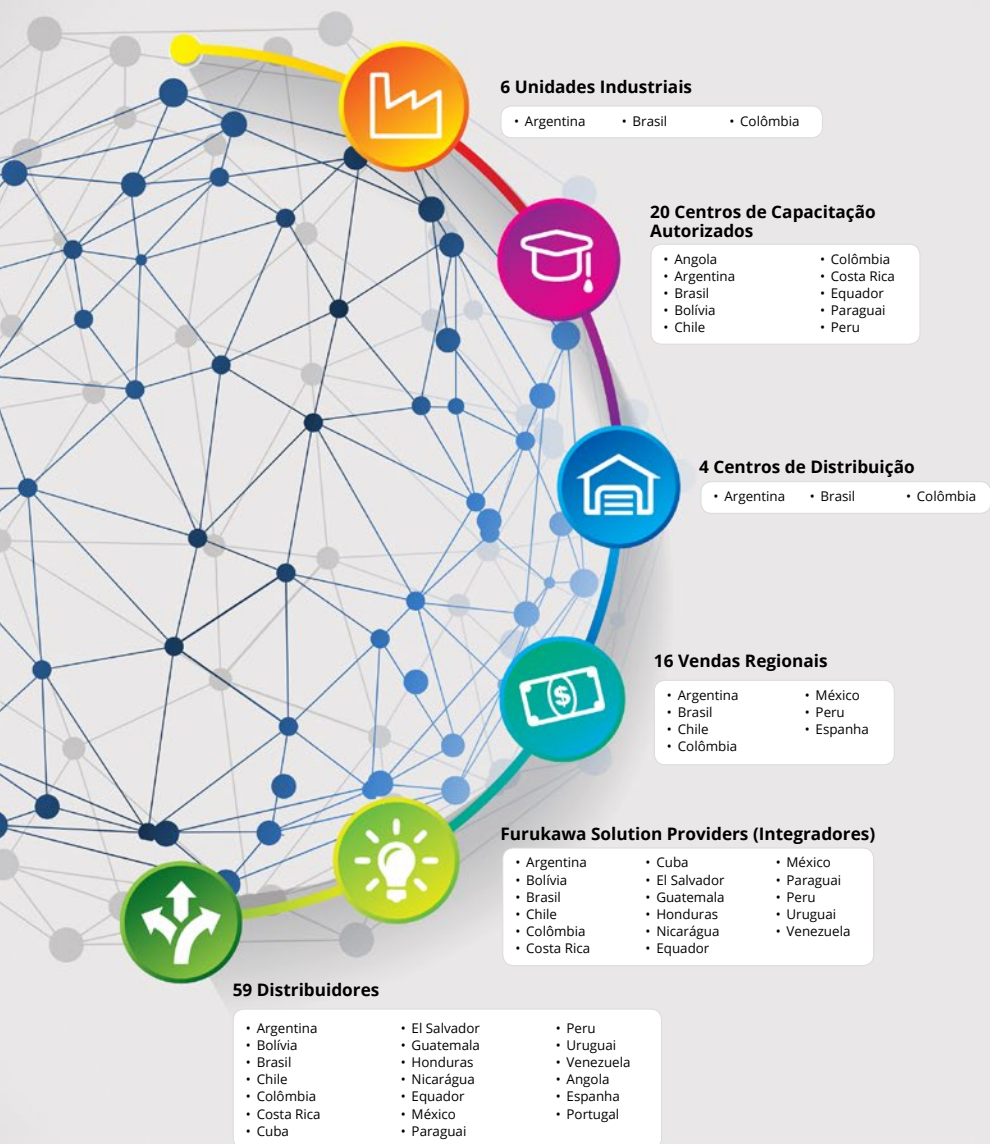 6 Unidades Industriais
• Argentina • Brasil • Colômbia
20 Centros de Capacitação
Autorizados
• Angola
• Argentina
• Brasil
• Bolívia
• Chile
• Colômbia
• Costa Rica
• Equador
• Paraguai
• Peru
4 Centros de Distribuição
• Argentina • Brasil • Colômbia
16 Vendas Regionais
• Argentina
• Brasil
• Chile
• Colômbia
• México
• Peru
• Espanha
$
Furukawa Solution Providers (Integradores)
• Argentina
• Bolívia
• Brasil
• Chile
• Colômbia
• Costa Rica
• Cuba
• El Salvador
• Guatemala
• Honduras
• Nicarágua
• Equador
• México
• Paraguai
• Peru
• Uruguai
• Venezuela
59 Distribuidores
• Argentina
• Bolívia
• Brasil
• Chile
• Colômbia
• Costa Rica
• Cuba
• El Salvador
• Guatemala
• Honduras
• Nicarágua
• Equador
• México
• Paraguai
• Peru
• Uruguai
• Venezuela
• Angola
• Espanha
• Portugal